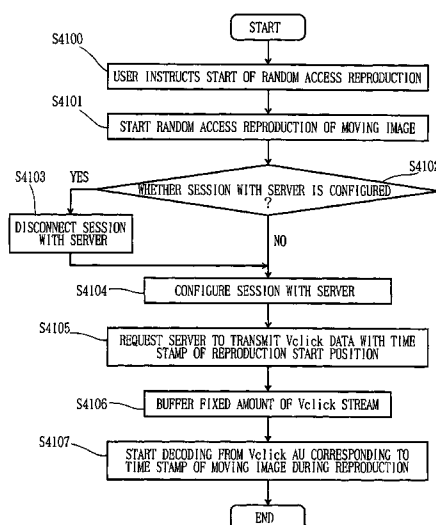 START
S4100
USER INSTRUCTS START OF RANDOM ACCESS REPRODUCTION
S4101
START RANDOM ACCESS REPRODUCTION OF MOVING IMAGE
S4102
WHETHER SESSION WITH SERVER IS CONFIGURED
?
S4103
YES
DISCONNECT SESSION
WITH SERVER
NO
S4104
CONFIGURE SESSION WITH SERVER
S4105
REQUEST SERVER TO TRANSMIT Vclick DATA WITH TIME
STAMP OF REPRODUCTION START POSITION
S4106
BUFFER FIXED AMOUNT OF Vclick STREAM
S4107
START DECODING FROM Vclick AU CORRESPONDING TO
TIME STAMP OF MOVING IMAGE DURING REPRODUCTION
END